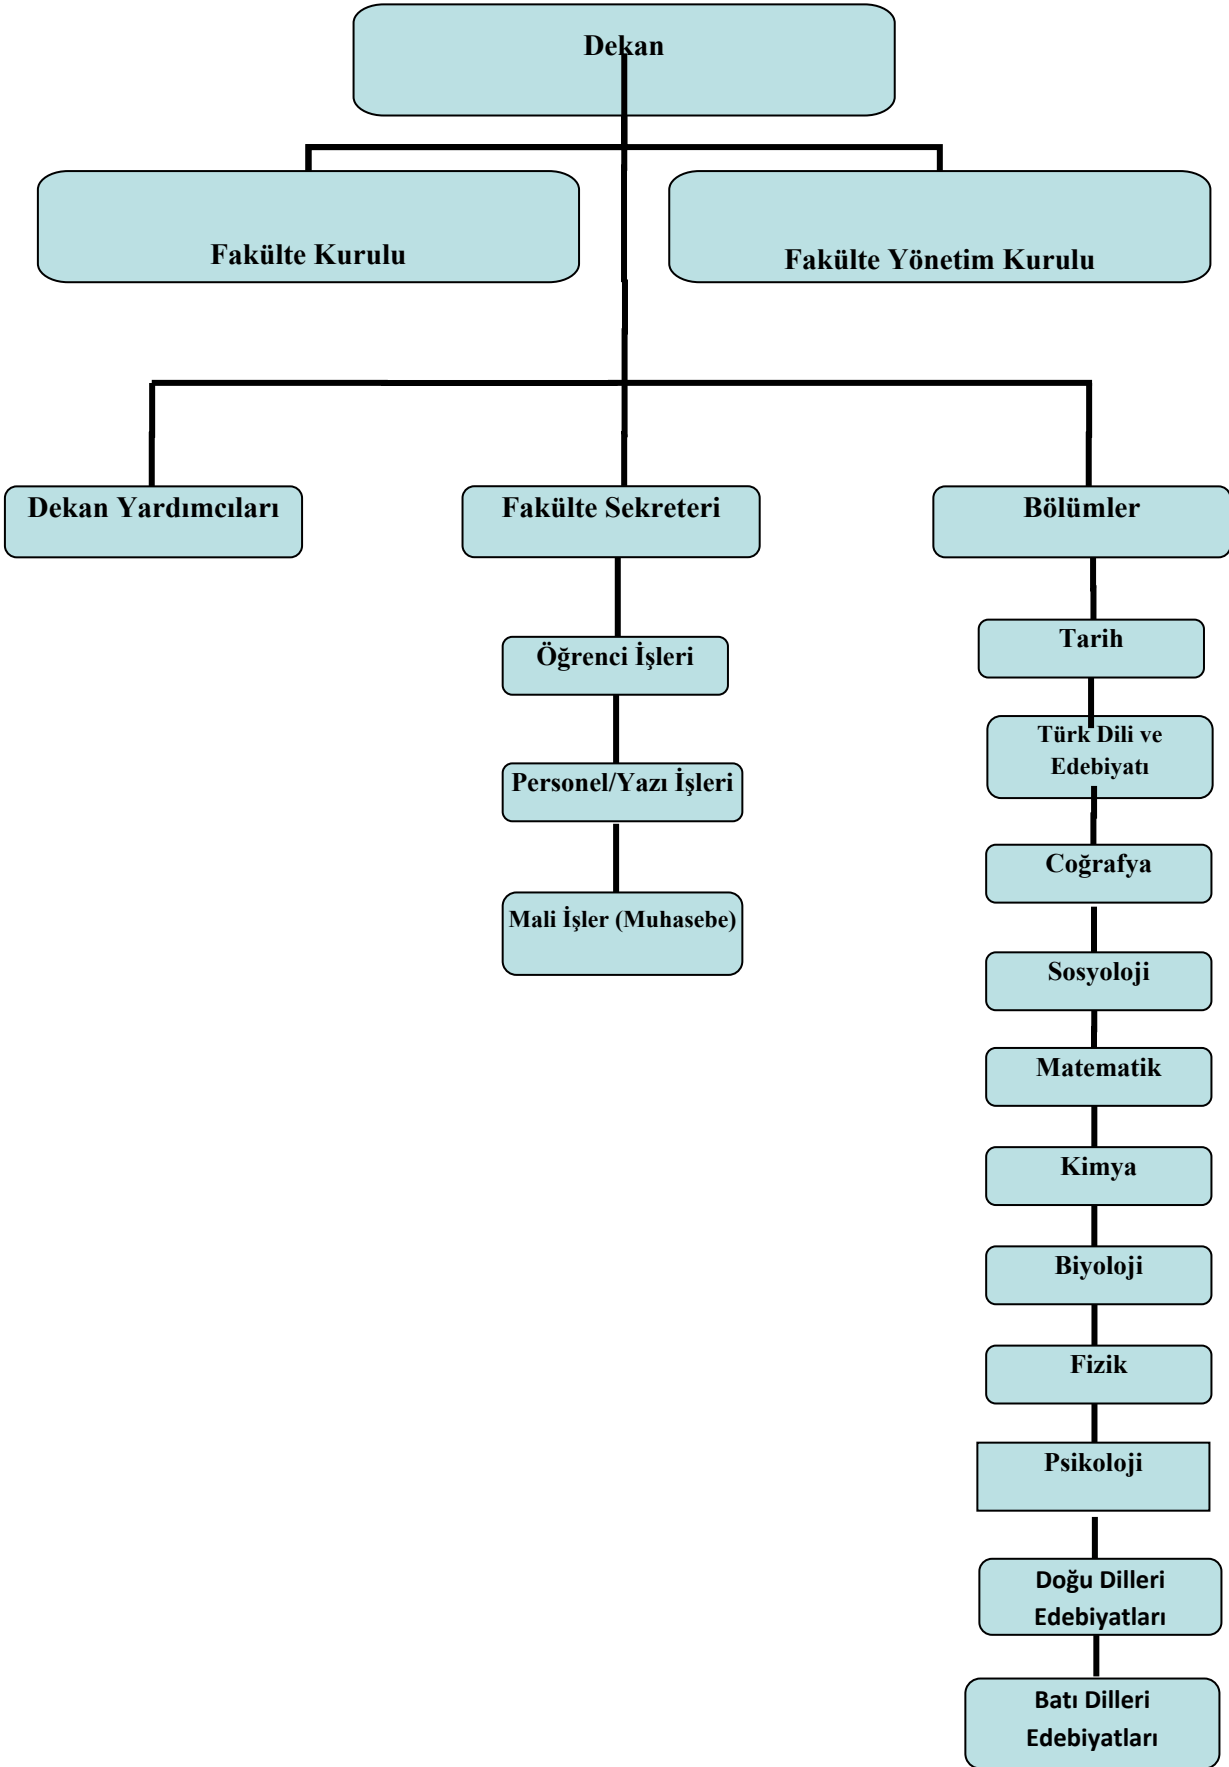 Dekan
Fakülte Kurulu
Fakülte Yönetim Kurulu
Dekan Yardımcıları
Fakülte Sekreteri
Bölümler
Öğrenci İşleri
Personel/Yazı İşleri
Mali İşler (Muhasebe)
Tarih
Türk Dili ve
Edebiyatı
Coğrafya
Sosyoloji
Matematik
Kimya
Biyoloji
Fizik
Psikoloji
Doğu Dilleri
Edebiyatları
Batı Dilleri
Edebiyatları